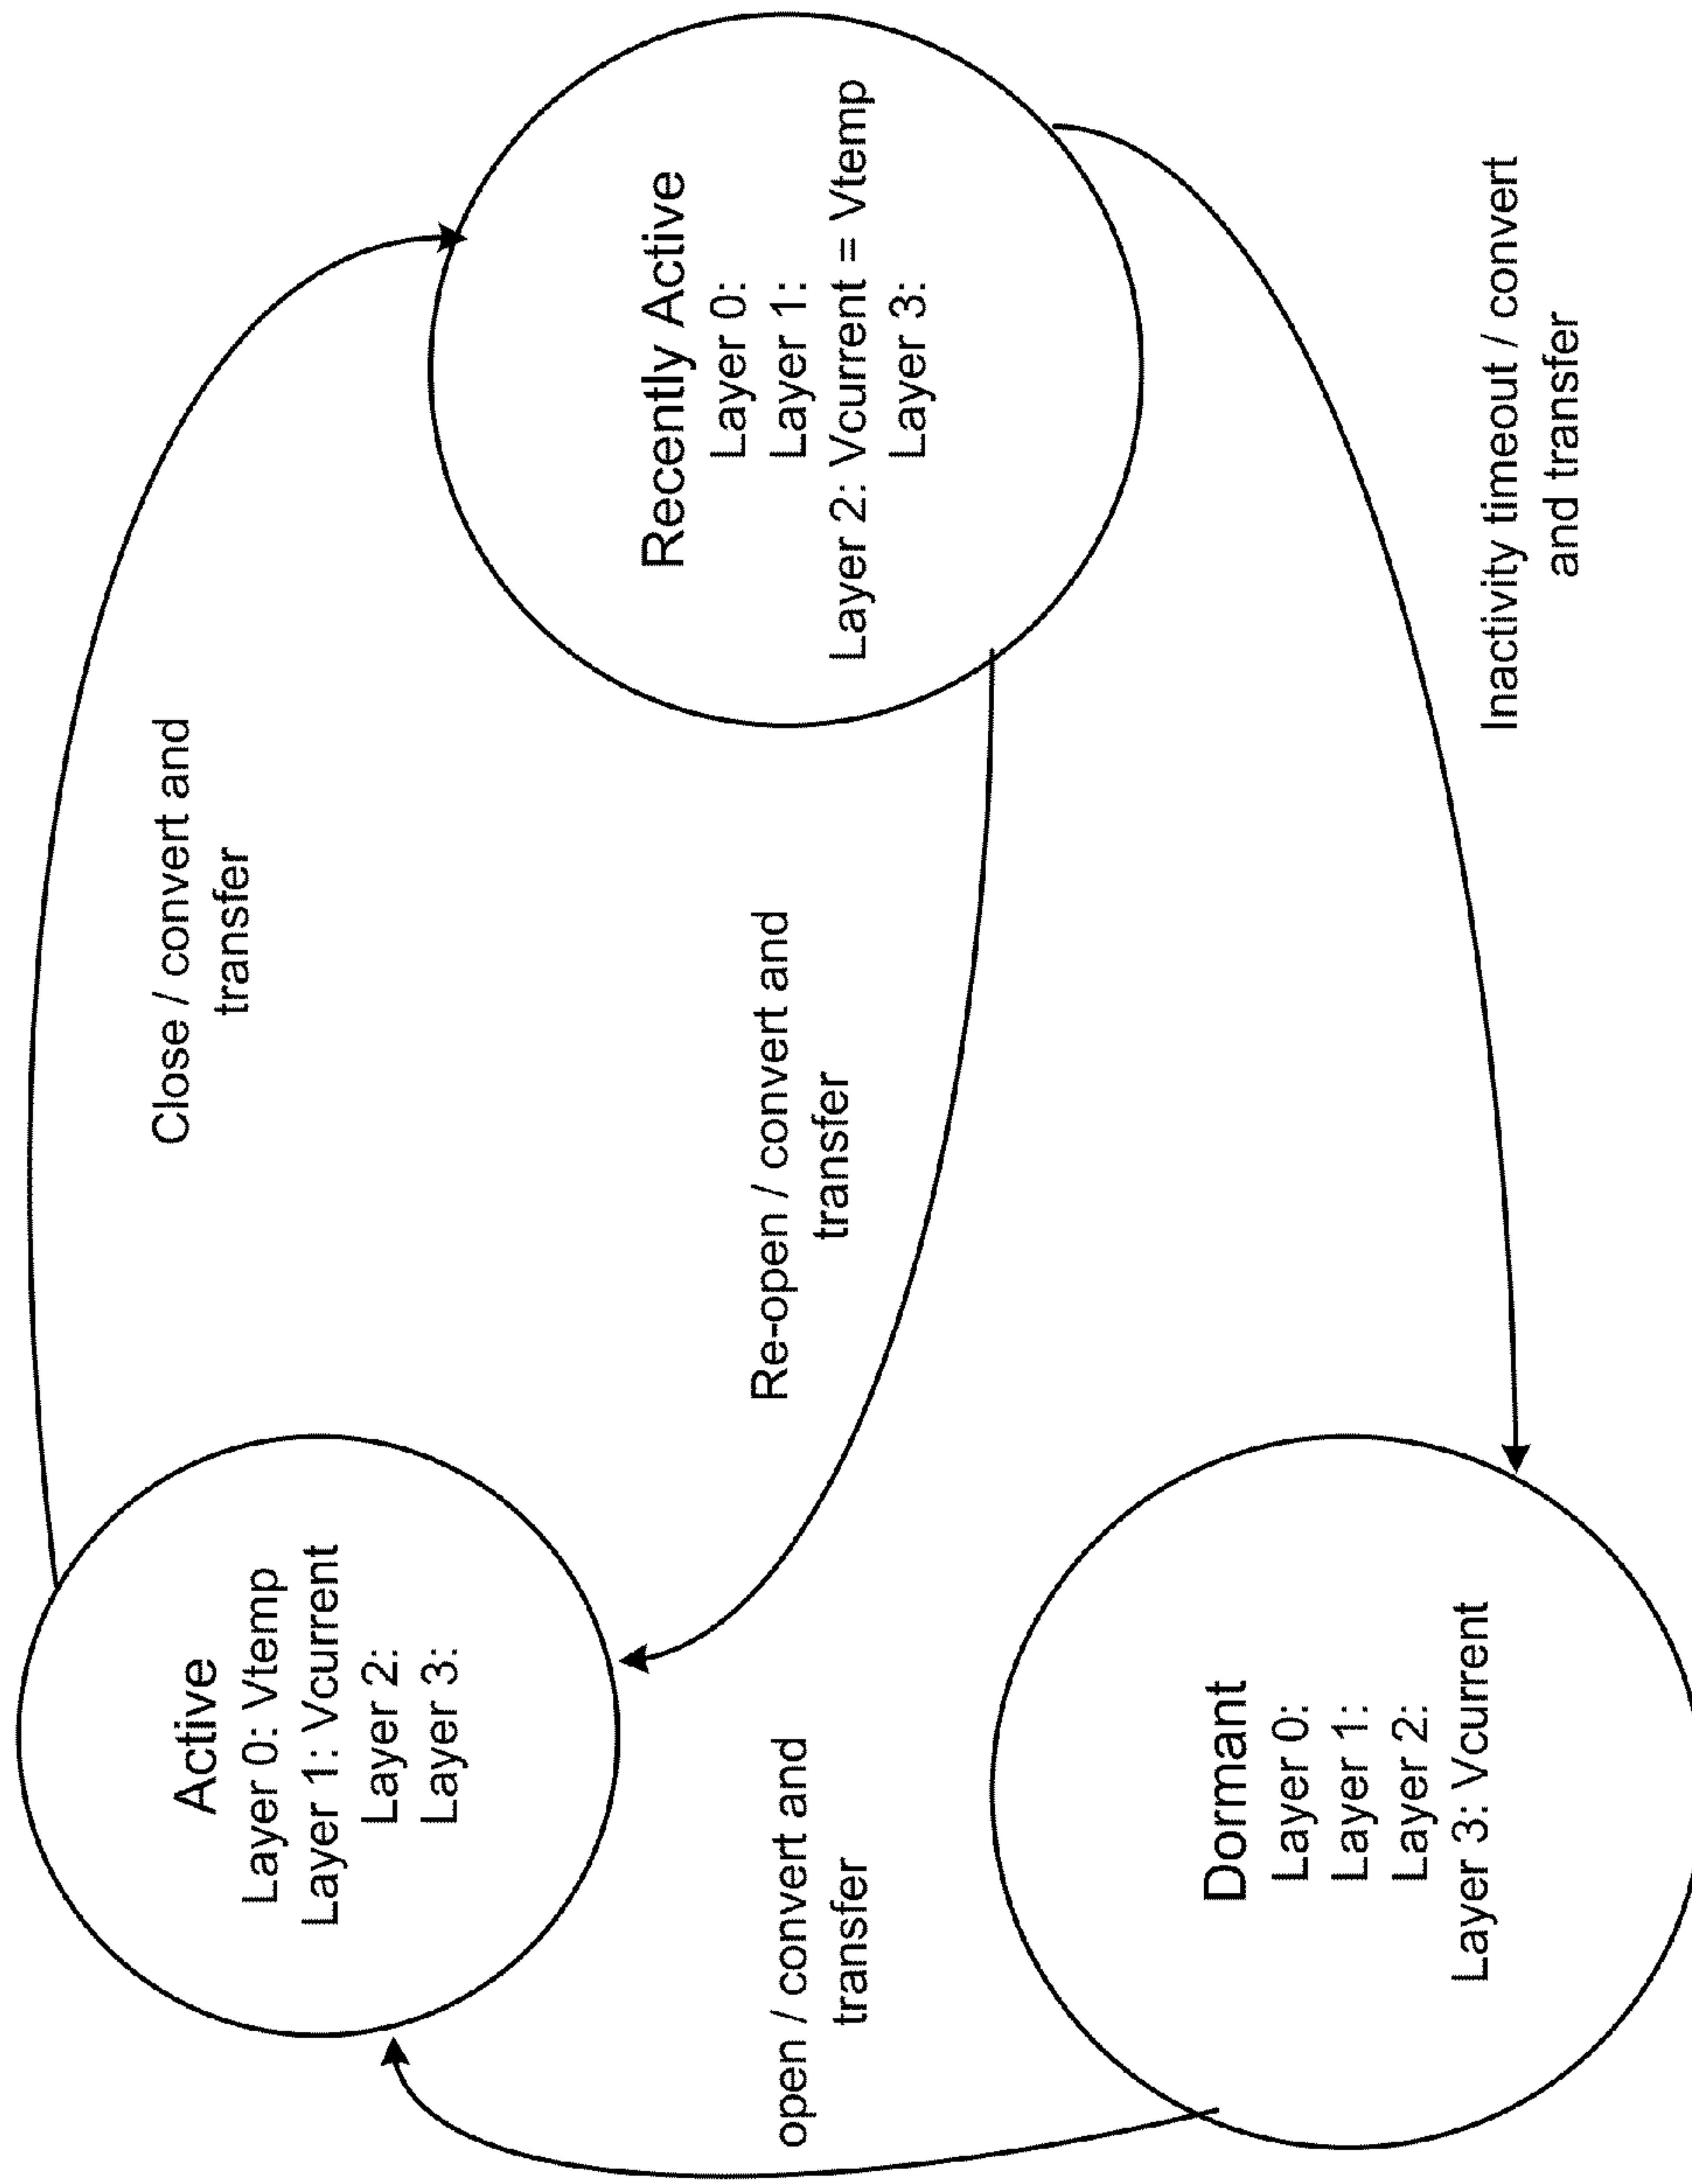 Active
Layer 0: Vtemp
Layer 1: Vcurrent
Layer 2:
Layer 3:
Close / convert and
transfer
Recently Active
Layer 0:
Layer 1:
Layer 2: Vcurrent = Vtemp
Layer 3:
Re-open / convert and
transfer
open / convert and
transfer
Dormant
Layer 0:
Layer 1:
Layer 2:
Layer 3: Vcurrent
Inactivity timeout / convert
and transfer